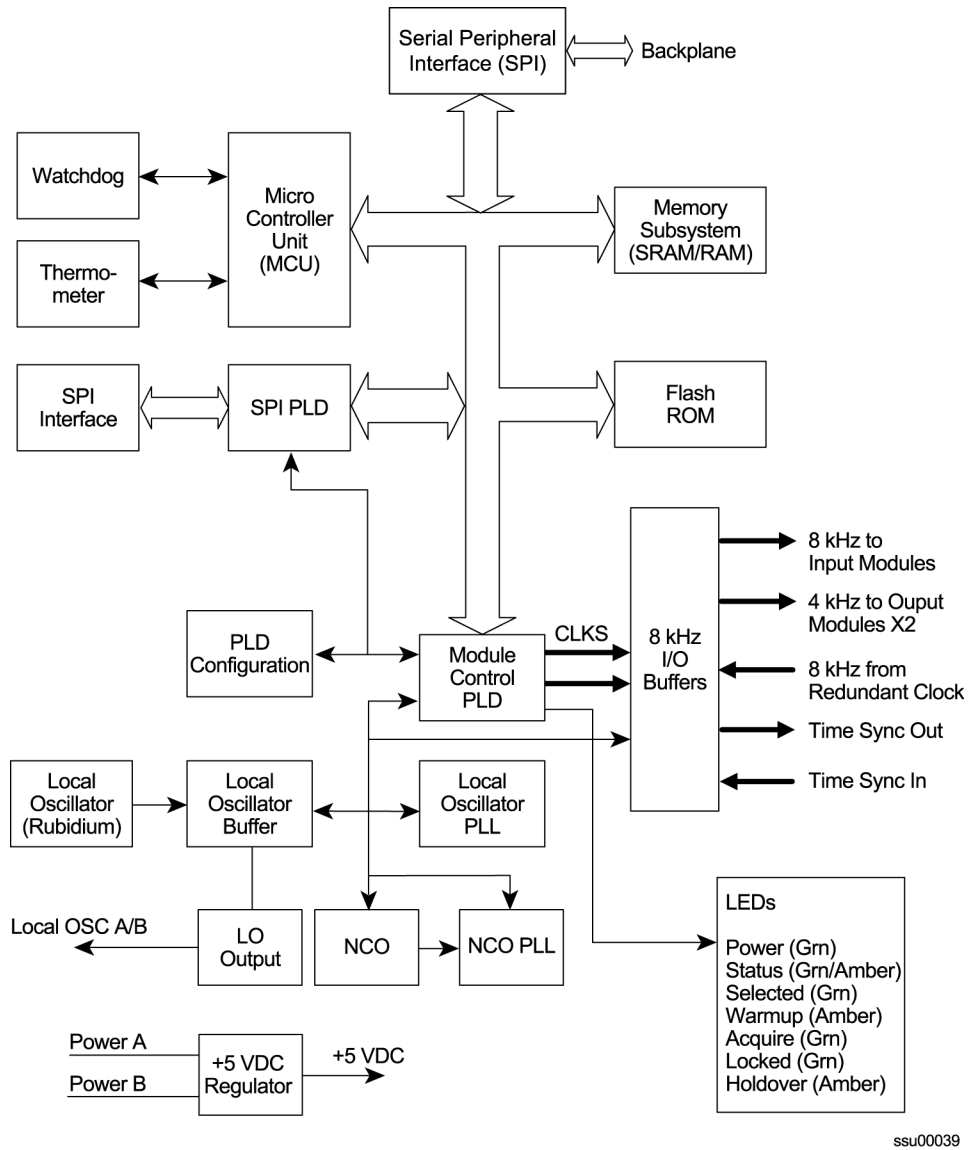 Serial Peripheral
Interface (SPI)
Backplane
Watchdog
Micro
Controller
Unit
(MCU)
Memory
Subsystem
(SRAM/RAM)
Thermo-
meter
SPI
Interface
SPI PLD
Flash
ROM
8 kHz to
Input Modules
4 kHz to Ouput
Modules X2
PLD
Configuration
Module
Control
PLD
CLKS
8 kHz
I/O
Buffers
8 kHz from
Redundant Clock
Time Sync Out
Time Sync In
Local
Oscillator
(Rubidium)
Local
Oscillator
Buffer
Local
Oscillator
PLL
Local OSC A/B
LO
Output
NCO
NCO PLL
LEDs
Power (Grn)
Status (Grn/Amber)
Selected (Grn)
Warmup (Amber)
Acquire (Grn)
Locked (Grn)
Holdover (Amber)
Power A
Power B
+5 VDC
Regulator
+5 VDC
ssu00039